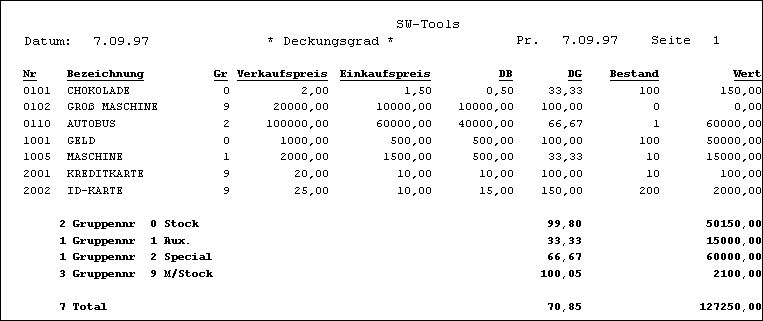 SW-Tools
Datum: 7.09.97 * Deckungsgrad * Pr. 7.09.97 Seite 1
Nr Bezeichnung Gr Verkaufspreis Einkaufspreis DB DG Bestand Wert
0101 CHOKOLADE 0 2,00 1,50 0,50 33,33 100 150,00
0102 GROß MASCHINE 9 20000,00 10000,00 10000,00 100,00 0 0,00
0110 AUTOBUS 2 100000,00 60000,00 40000,00 66,67 1 60000,00
1001 GELD 0 1000,00 500,00 500,00 100,00 100 50000,00
1005 MASCHINE 1 2000,00 1500,00 500,00 33,33 10 15000,00
2001 KREDITKARTE 9 20,00 10,00 10,00 100,00 10 100,00
2002 ID-KARTE 9 25,00 10,00 15,00 150,00 200 2000,00
2 Gruppennr 0 Stock 99,80 50150,00
1 Gruppennr 1 Aux. 33,33 15000,00
1 Gruppennr 2 Special 66,67 60000,00
3 Gruppennr 9 M/Stock 100,05 2100,00
7 Total 70,85 127250,00